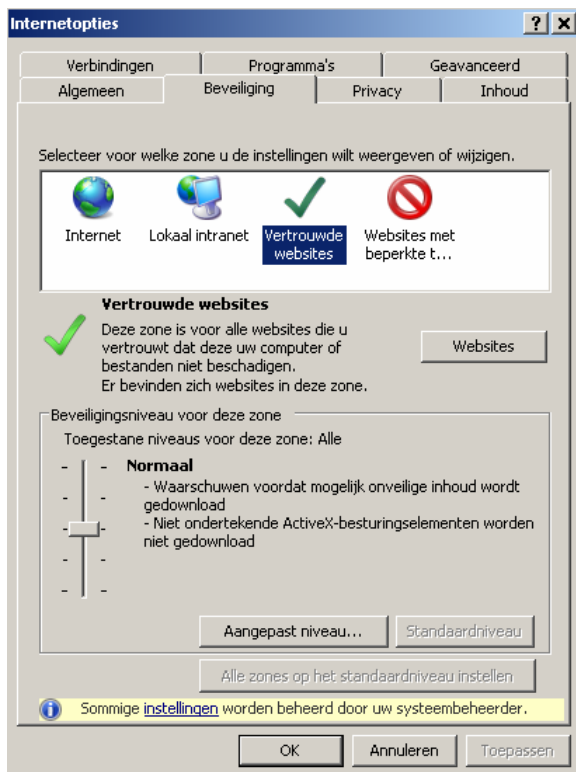 Internetopties
Verbindingen Programma's Geavanceerd
Algemeen Beveiliging Privacy Inhoud
Selecteer voor welke zone u de instellingen wilt weergeven of wijzigen.
Internet Lokaal intranet Vertrouwde websites Websites met beperkte t...
Vertrouwde websites
Deze zone is voor alle websites die u
vertrouwt dat deze uw computer of
bestanden niet beschadigen.
Er bevinden zich websites in deze zone.
Websites
Beveiligingsniveau voor deze zone
Toegestane niveaus voor deze zone: Alle
Normaal
- Waarschuwen voordat mogelijk onveilige inhoud wordt
gedownload
- Niet ondertekende ActiveX-besturingselementen worden
niet gedownload
Aangepast niveau... Standaardniveau
Alle zones op het standaardniveau instellen
Sommige instellingen worden beheerd door uw systeembeheerder.
OK Annuleren Toepassen